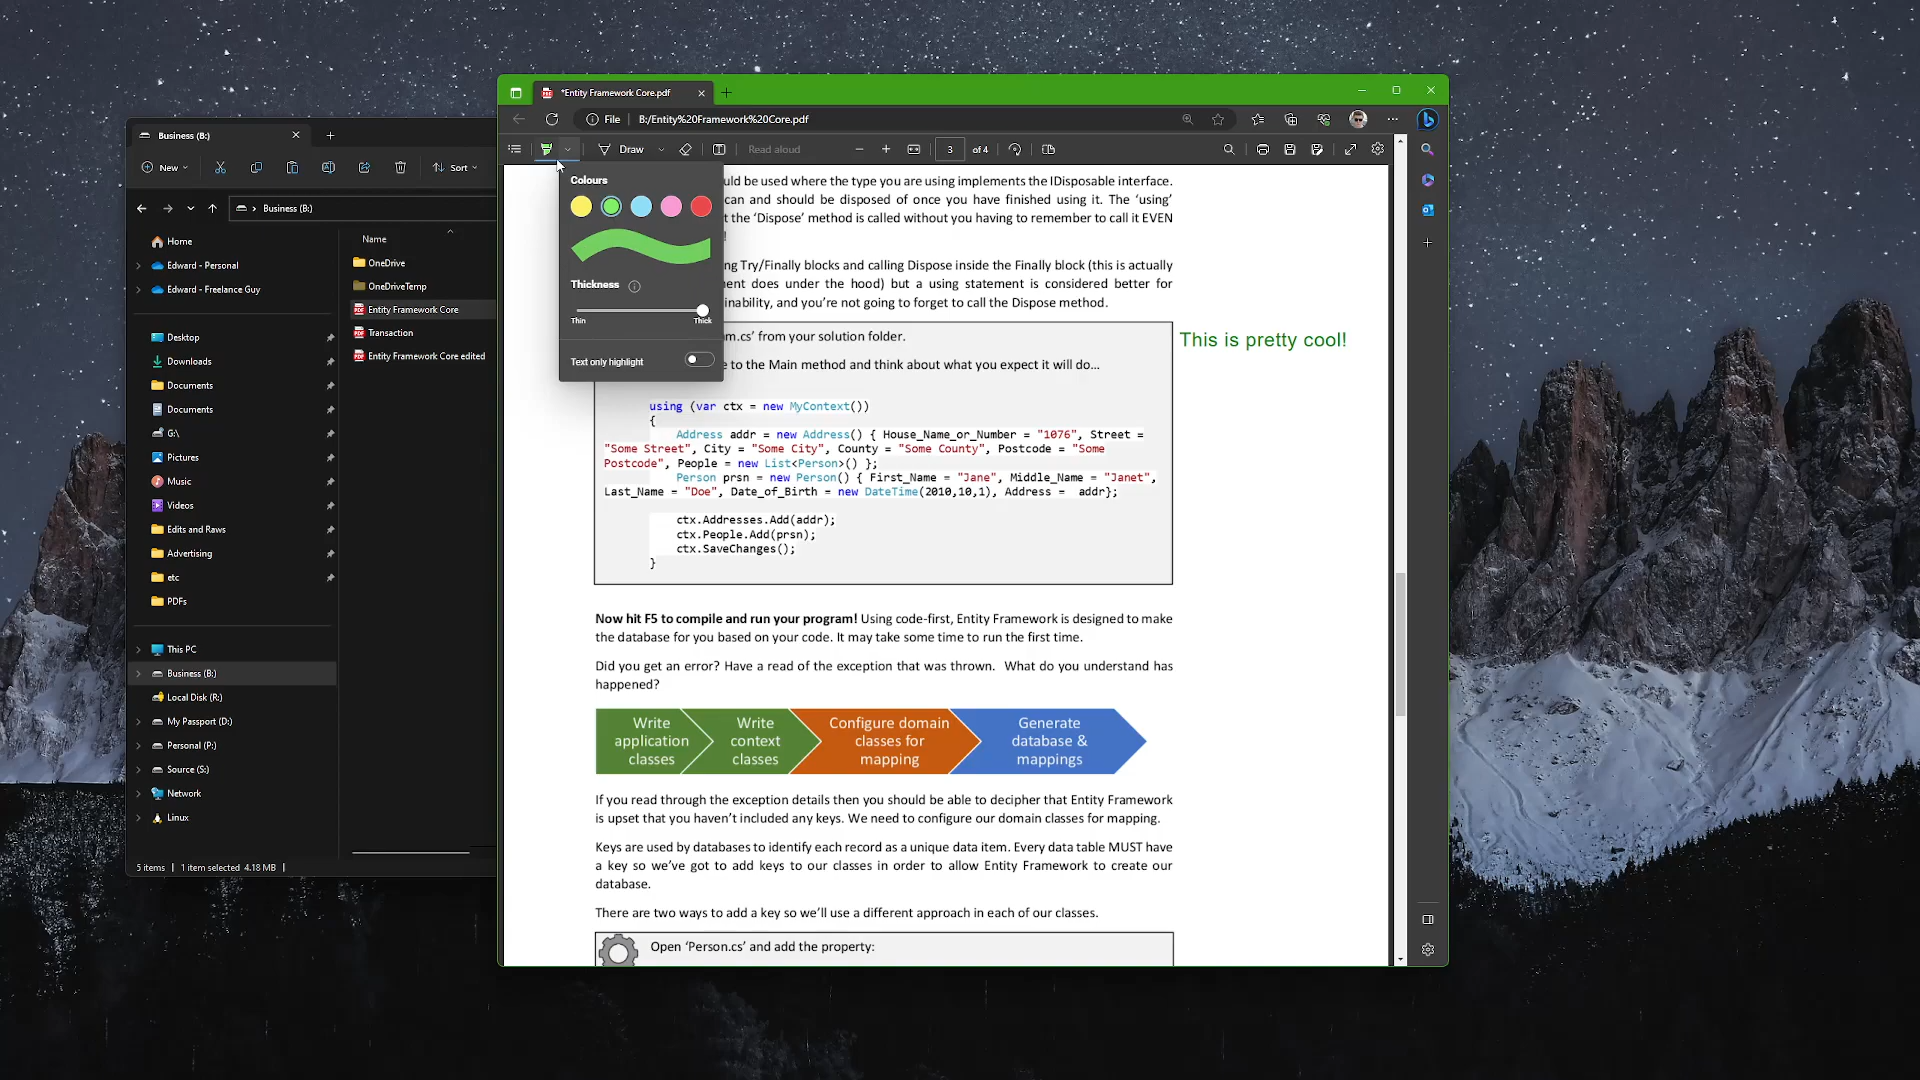 Business (B:)
New
Sort
Business (B:)
Home
Edward - Personal
Edward - Freelance Guy
Desktop
Downloads
Documents
Documents
G:\
Pictures
Music
Videos
Edits and Raws
Advertising
etc
PDFs
This PC
Business (B:)
Local Disk (R:)
My Passport (D:)
Personal (P:)
Source (S:)
Network
Linux
Name
OneDrive
OneDriveTemp
Entity Framework Core
Transaction
Entity Framework Core edited
5 items | 1 item selected 4.18 MB |
*Entity Framework Core.pdf
File | B:/Entity%20Framework%20Core.pdf
Draw
Read aloud
3 of 4
Colours
Thickness
Thin Thick
Text only highlight
uld be used where the type you are using implements the IDisposable interface.
can and should be disposed of once you have finished using it. The ‘using’
t the ‘Dispose’ method is called without you having to remember to call it EVEN
!
ng Try/Finally blocks and calling Dispose inside the Finally block (this is actually
ent does under the hood) but a using statement is considered better for
inability, and you’re not going to forget to call the Dispose method.
m.cs’ from your solution folder.
This is pretty cool!
e to the Main method and think about what you expect it will do...
using (var ctx = new MyContext())
{
Address addr = new Address() { House_Name_or_Number = "1076", Street =
"Some Street", City = "Some City", County = "Some County", Postcode = "Some
Postcode", People = new List<Person>() };
Person prsn = new Person() { First_Name = "Jane", Middle_Name = "Janet",
Last_Name = "Doe", Date_of_Birth = new DateTime(2010,10,1), Address = addr};
ctx.Addresses.Add(addr);
ctx.People.Add(prsn);
ctx.SaveChanges();
}
Now hit F5 to compile and run your program! Using code-first, Entity Framework is designed to make
the database for you based on your code. It may take some time to run the first time.
Did you get an error? Have a read of the exception that was thrown. What do you understand has
happened?
Write application classes
Write context classes
Configure domain classes for mapping
Generate database & mappings
If you read through the exception details then you should be able to decipher that Entity Framework
is upset that you haven’t included any keys. We need to configure our domain classes for mapping.
Keys are used by databases to identify each record as a unique data item. Every data table MUST have
a key so we’ve got to add keys to our classes in order to allow Entity Framework to create our
database.
There are two ways to add a key so we’ll use a different approach in each of our classes.
Open ‘Person.cs’ and add the property: